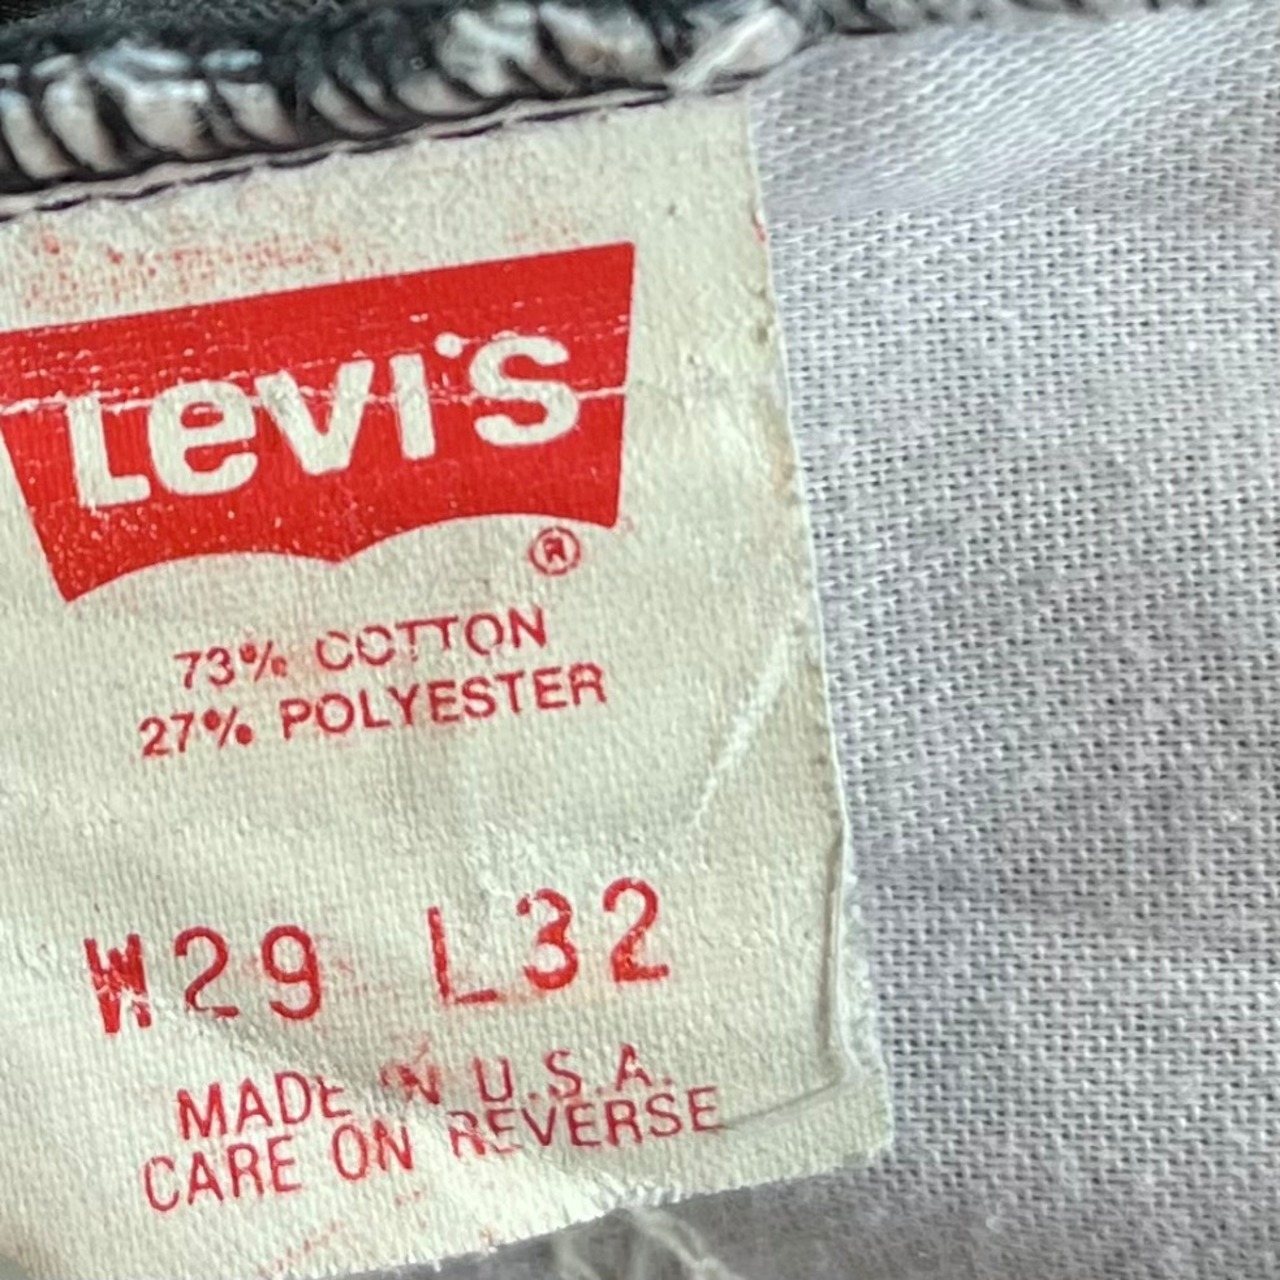 Levi's
®
73% COTTON
27% POLYESTER
W29 L32
MADE IN U.S.A.
CARE ON REVERSE